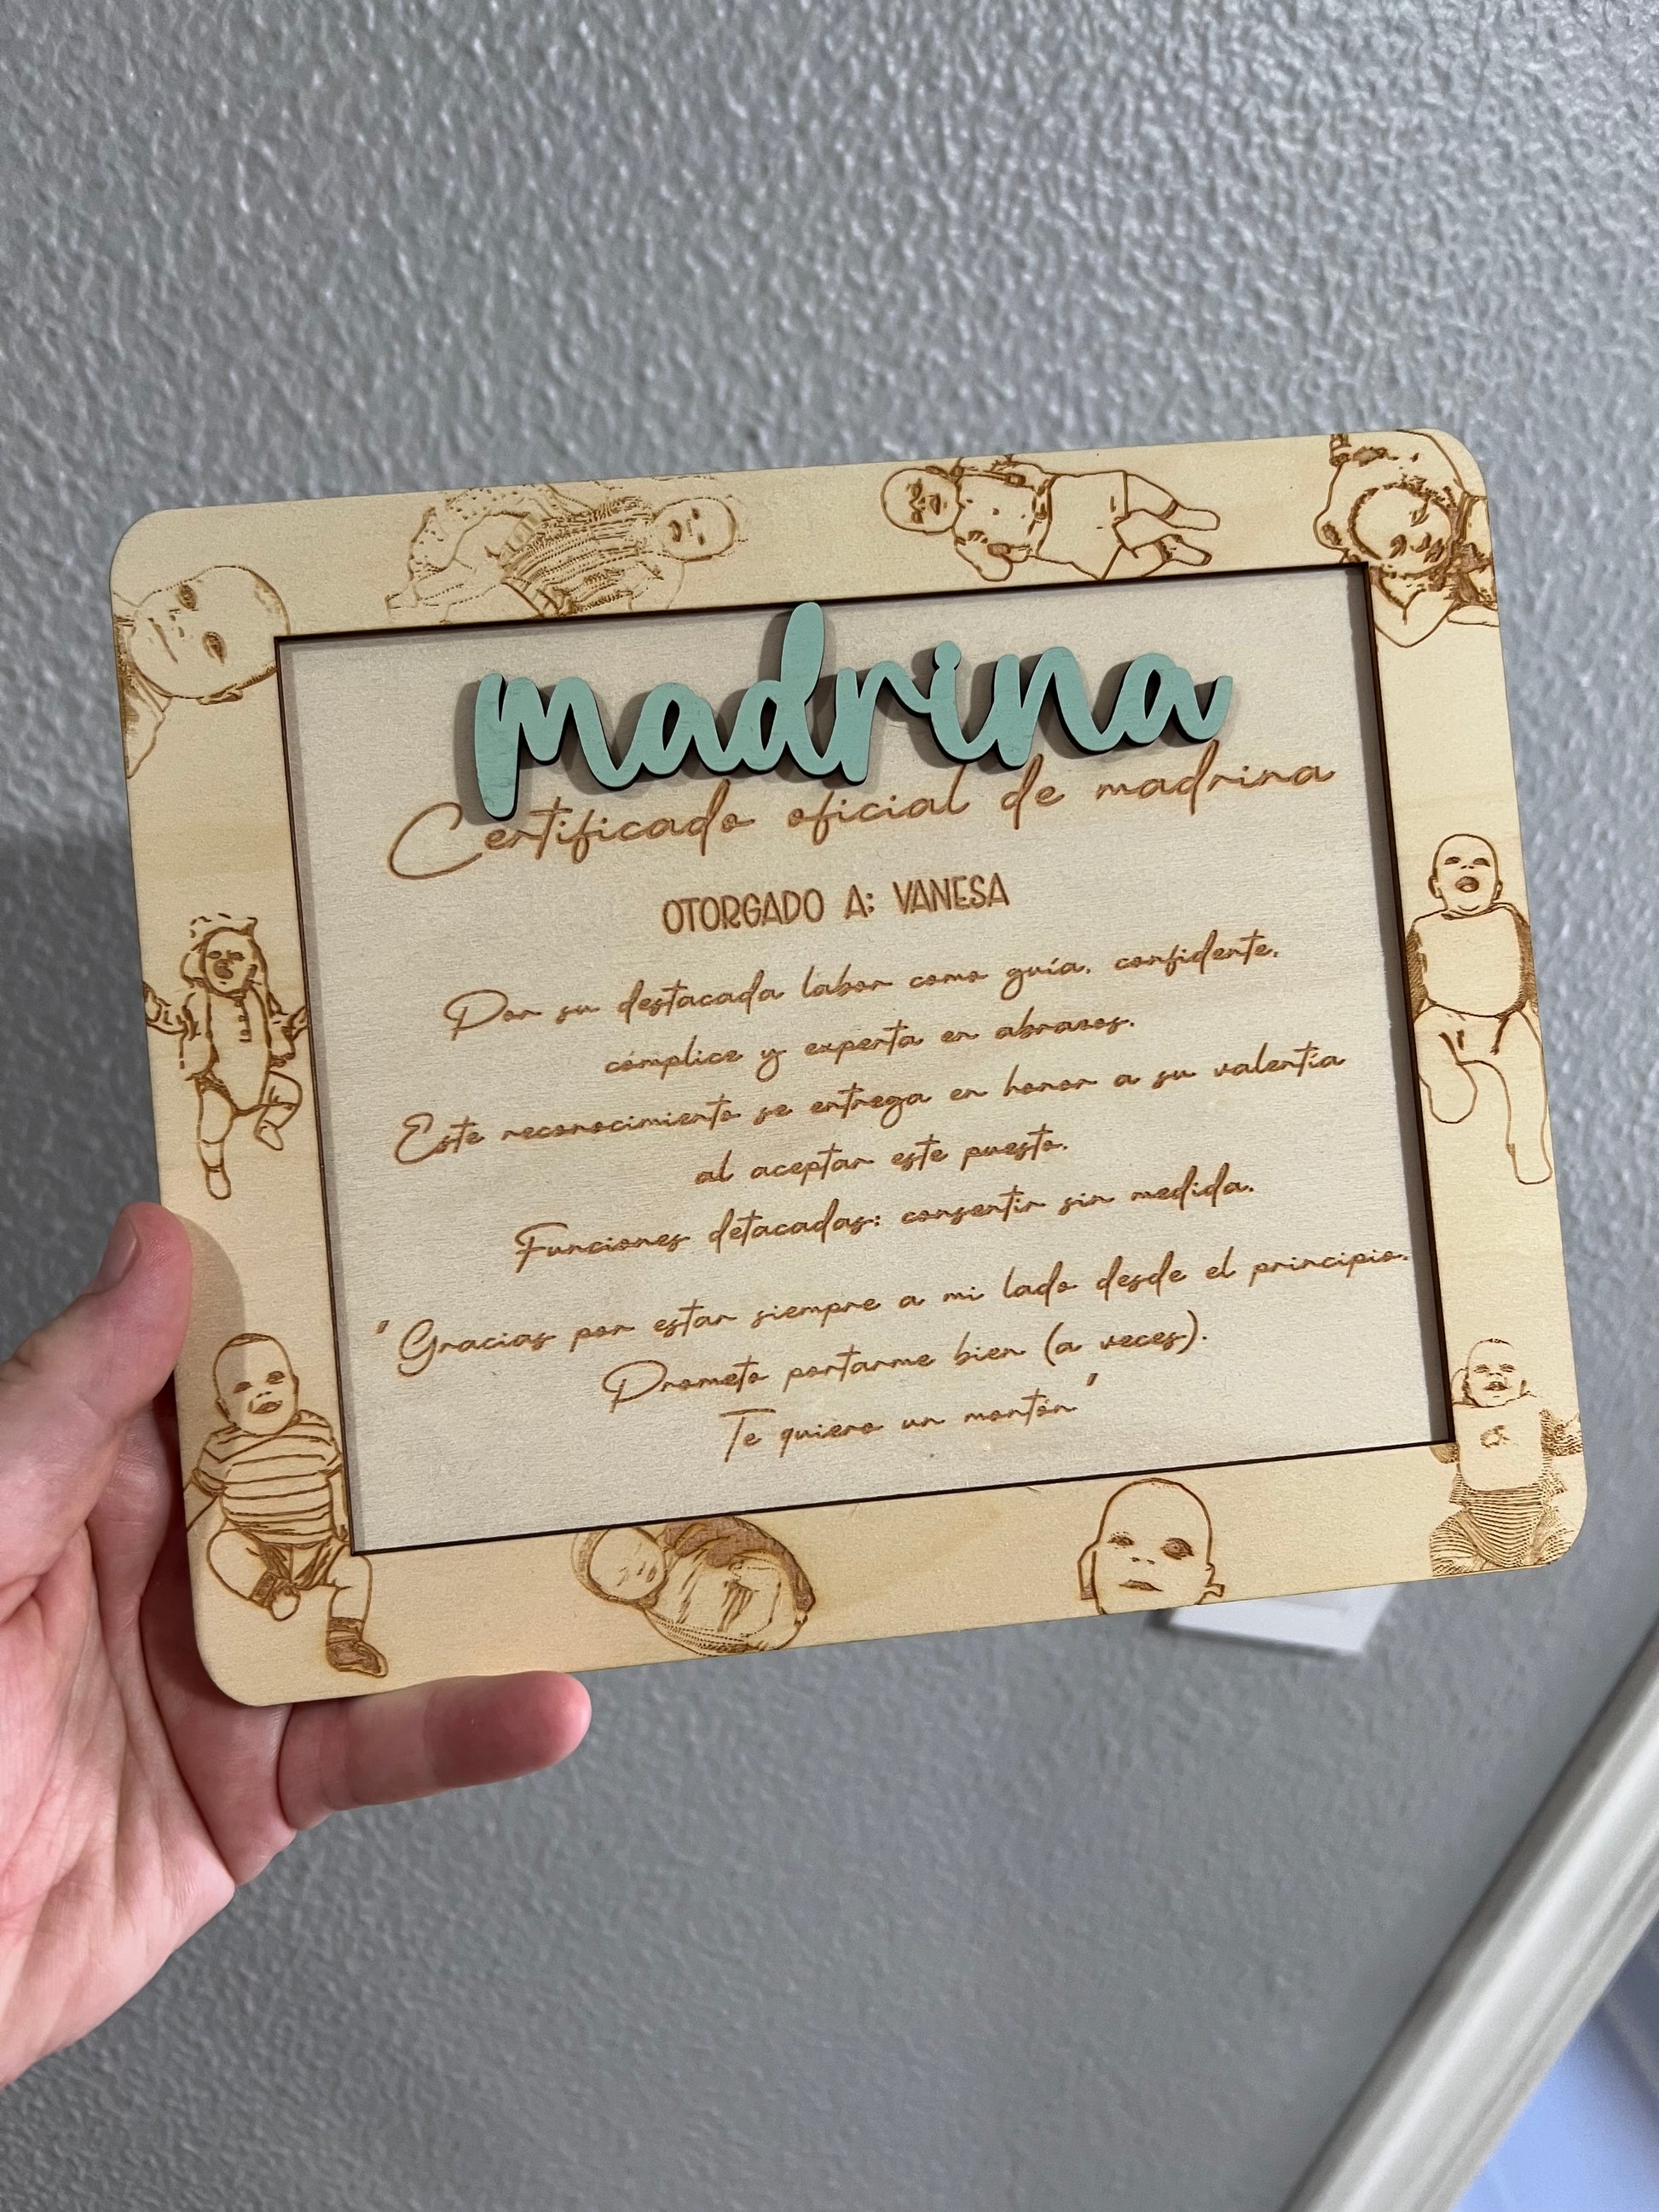 madrina
Certificado oficial de madrina
OTORGADO A: VANESA
Por su destacada labor como guía, confidente,
cómplice y experta en abrazos.
Este reconocimiento se entrega en honor a su valentía
al aceptar este puesto.
Funciones detacadas: consentir sin medida.
"Gracias por estar siempre a mi lado desde el principio.
Prometo portarme bien (a veces).
Te quiero un montón"